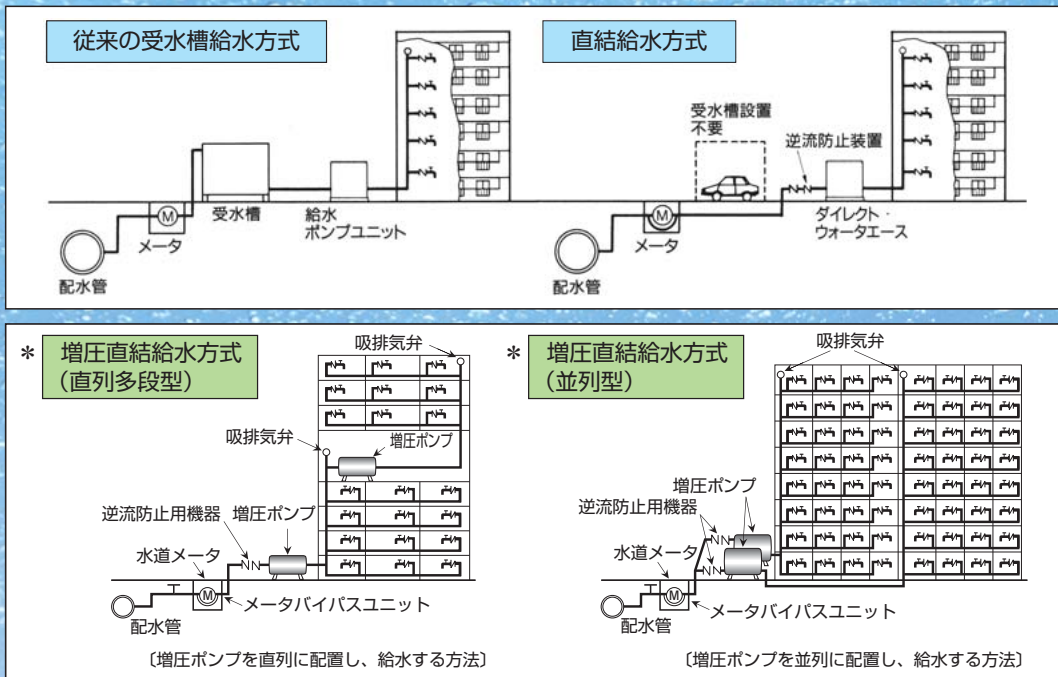 従来の受水槽給水方式
M
メータ
受水槽
給水
ポンプユニット
配水管
直結給水方式
受水槽設置
不要
逆流防止装置
M
メータ
ダイレクト・
ウォータエース
配水管
*
増圧直結給水方式
(直列多段型)
吸排気弁
吸排気弁
増圧ポンプ
逆流防止用機器
増圧ポンプ
水道メータ
M
メータバイパスユニット
配水管
〔増圧ポンプを直列に配置し、給水する方法〕
*
増圧直結給水方式
(並列型)
吸排気弁
増圧ポンプ
逆流防止用機器
水道メータ
M
メータバイパスユニット
配水管
〔増圧ポンプを並列に配置し、給水する方法〕